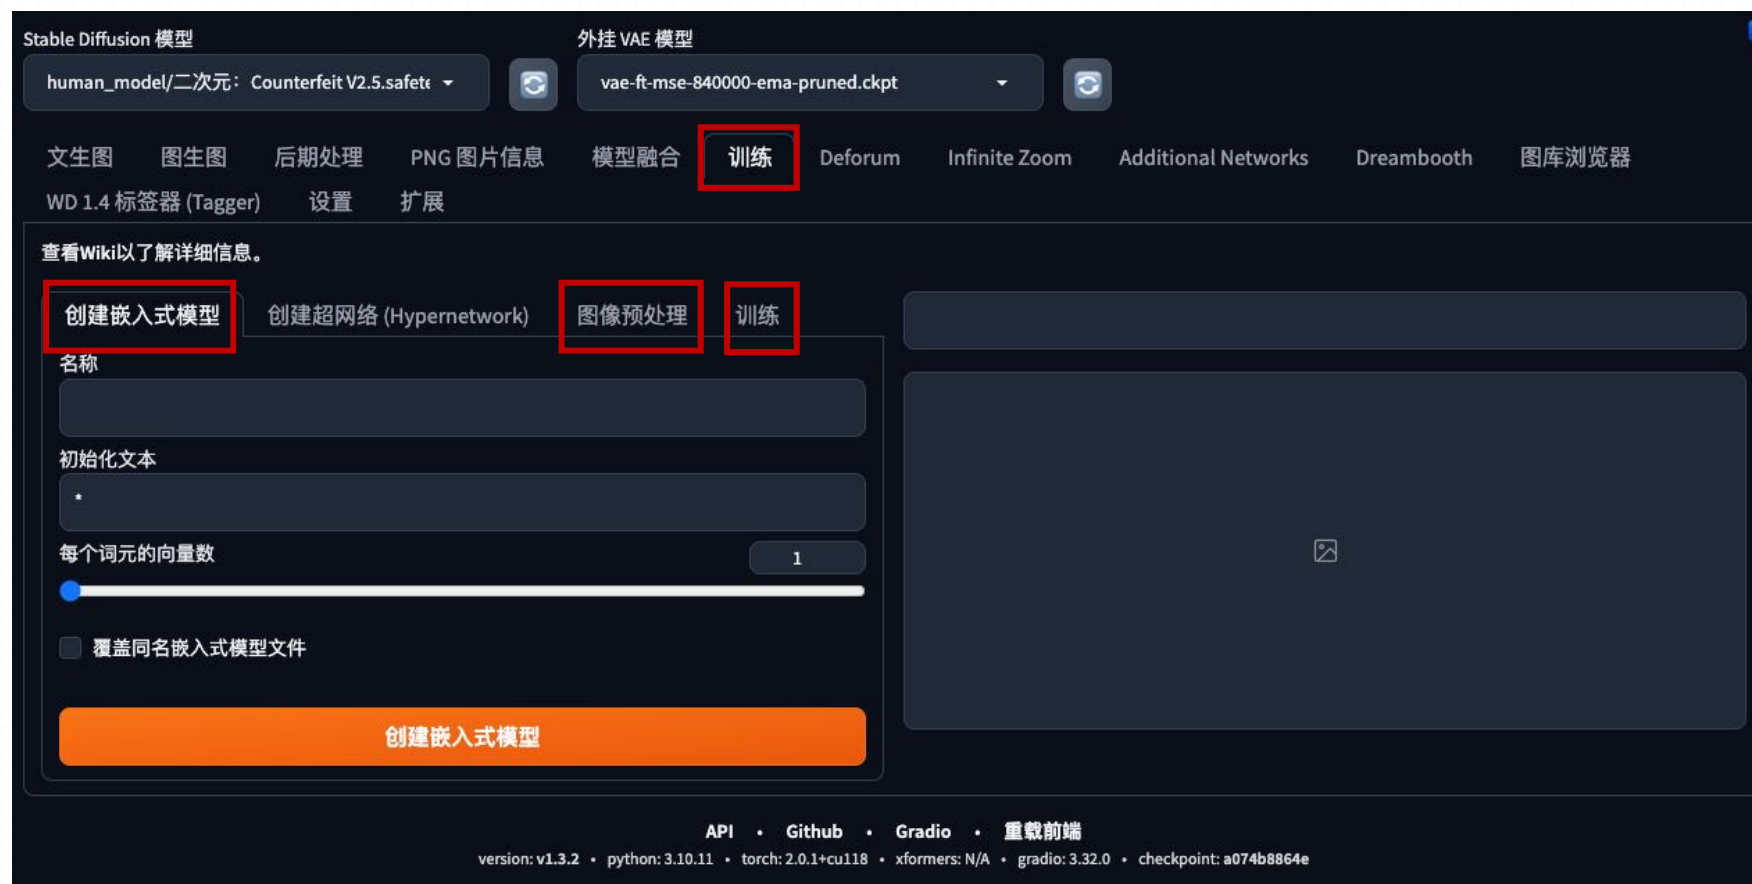 Stable Diffusion 模型 外挂 VAE 模型
human_model/二次元：Counterfeit V2.5.safete vae-ft-mse-840000-ema-pruned.ckpt
文生图 图生图 后期处理 PNG 图片信息 模型融合 训练 Deforum Infinite Zoom Additional Networks Dreambooth 图库浏览器
WD 1.4 标签器 (Tagger) 设置 扩展
查看Wiki以了解详细信息。
创建嵌入式模型 创建超网络 (Hypernetwork) 图像预处理 训练
名称
初始化文本
*
每个词元的向量数 1
覆盖同名嵌入式模型文件
创建嵌入式模型
API • Github • Gradio • 重载前端
version: v1.3.2 • python: 3.10.11 • torch: 2.0.1+cu118 • xformers: N/A • gradio: 3.32.0 • checkpoint: a074b8864e